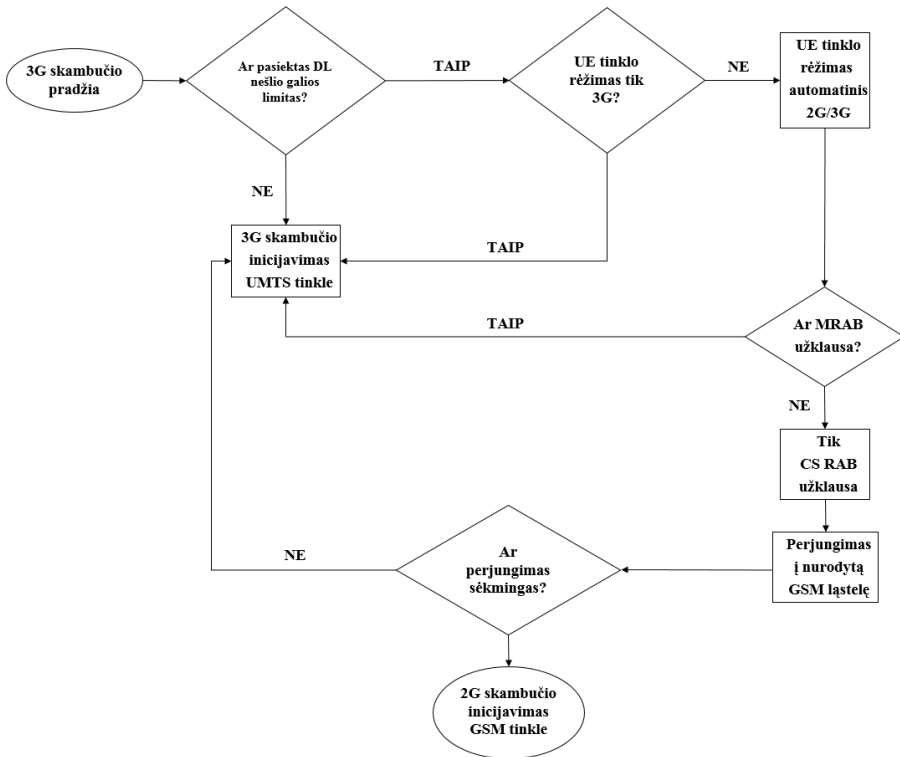 3G skambučio
pradžia
Ar pasiektas DL
nešlio galios
limitas?
TAIP
UE tinklo
rėžimas tik
3G?
NE
UE tinklo
rėžimas
automatinis
2G/3G
NE
3G skambučio
inicijavimas
UMTS tinkle
TAIP
TAIP
Ar MRAB
užklausa?
NE
Tik
CS RAB
užklausa
Perjungimas
į nurodytą
GSM ląstelę
Ar
perjungimas
sėkmingas?
NE
2G skambučio
inicijavimas
GSM tinkle